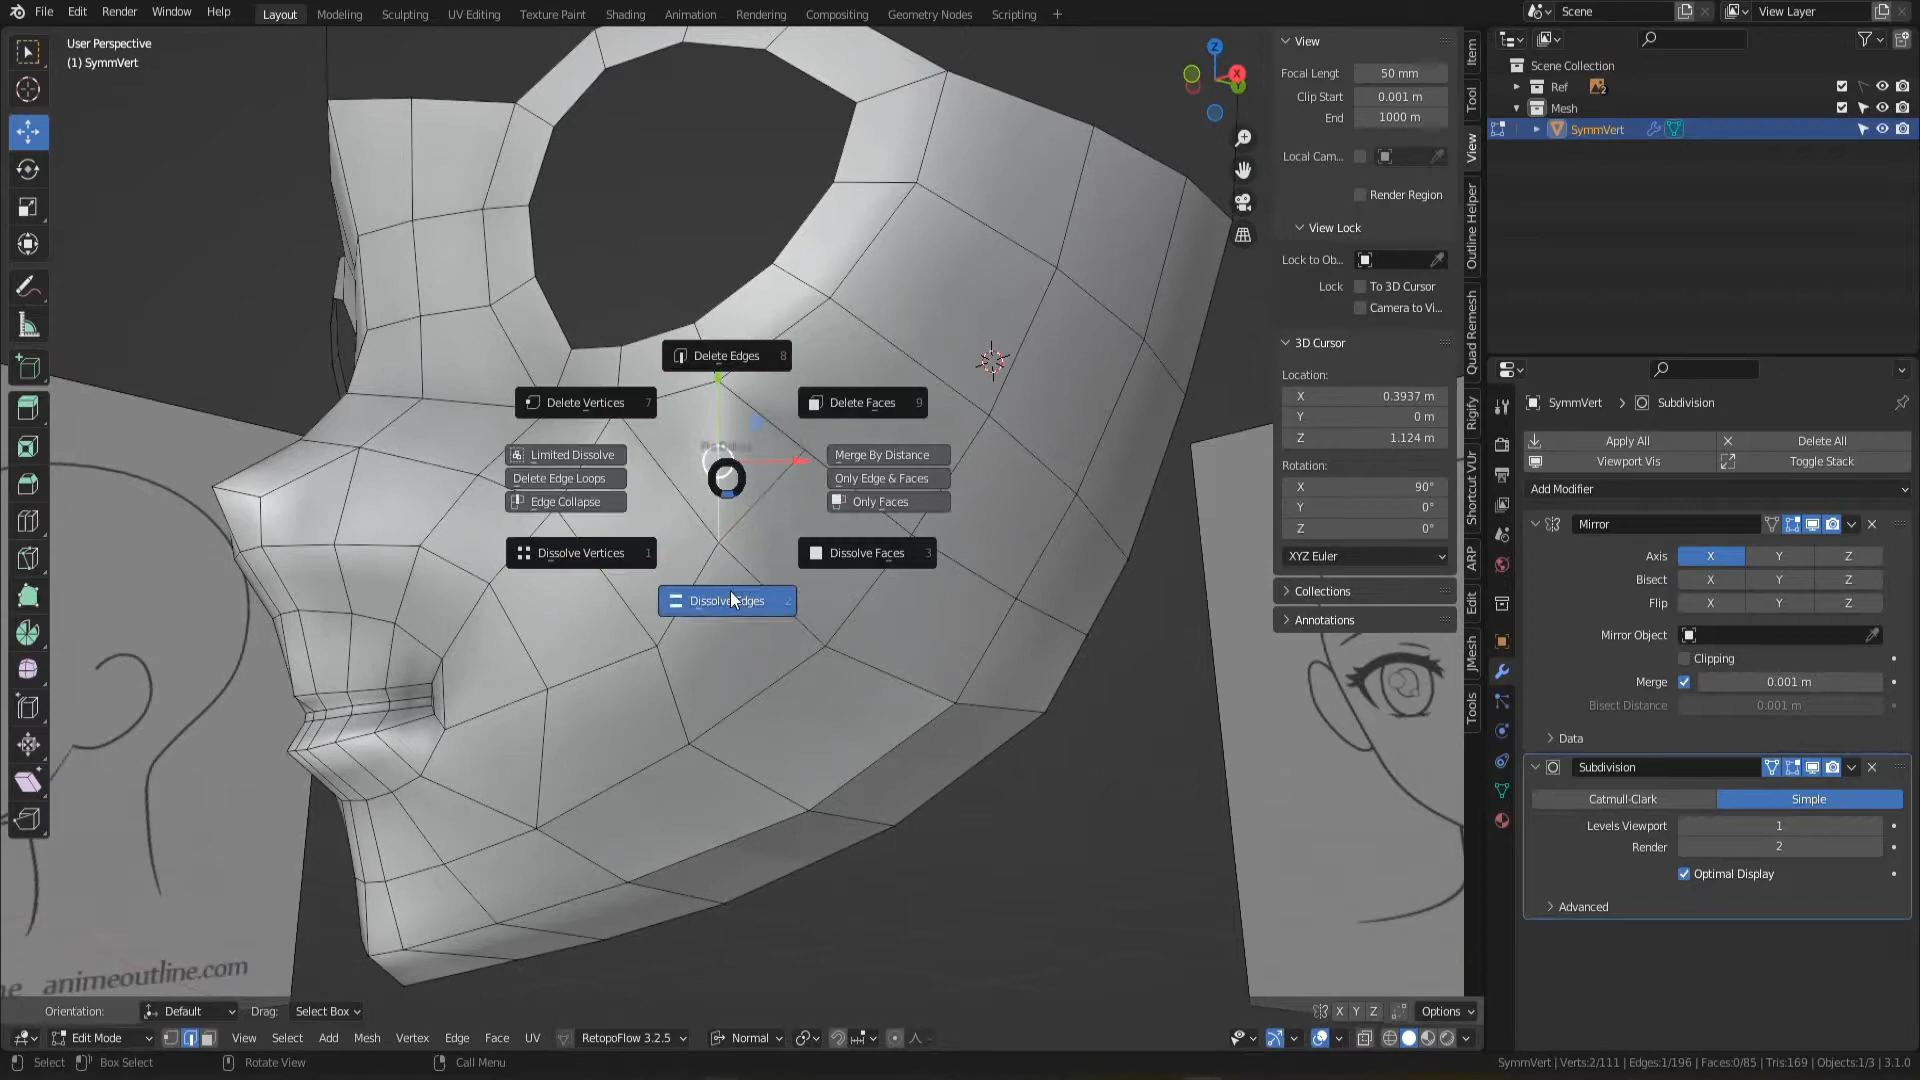 File Edit Render Window Help Layout Modeling Sculpting UV Editing Texture Paint Shading Animation Rendering Compositing Geometry Nodes Scripting + Scene View Layer
User Perspective
(1) SymmVert
Z
X
Y
View
Focal Lengt 50 mm
Clip Start 0.001 m
End 1000 m
Local Cam...
Render Region
View Lock
Lock to Ob...
Lock To 3D Cursor
Camera to Vi...
3D Cursor
Location:
X 0.3937 m
Y 0 m
Z 1.124 m
Rotation:
X 90°
Y 0°
Z 0°
XYZ Euler
Collections
Annotations
Item
Tool
View
Outline Helper
Quad Remesh
Rigify
Shortcut VUr
ARP
Edit
JMesh
Tools
Delete Edges 8
Delete Vertices 7
Delete Faces 9
Limited Dissolve
Merge By Distance
Delete Edge Loops
Only Edge & Faces
Edge Collapse
Only Faces
Dissolve Vertices 1
Dissolve Faces 3
Dissolve Edges 2
animeoutline.com
Scene Collection
Ref 2
Mesh
SymmVert
SymmVert > Subdivision
Apply All Delete All
Viewport Vis Toggle Stack
Add Modifier
Mirror
Axis X Y Z
Bisect X Y Z
Flip X Y Z
Mirror Object
Clipping
Merge 0.001 m
Bisect Distance 0.001 m
Data
Subdivision
Catmull-Clark Simple
Levels Viewport 1
Render 2
Optimal Display
Advanced
Orientation: Default Drag: Select Box X Y Z Options
Edit Mode View Select Add Mesh Vertex Edge Face UV RetopoFlow 3.2.5 Normal
Select Box Select Rotate View Call Menu SymmVert | Verts:2/111 | Edges:1/196 | Faces:0/85 | Tris:169 | Objects:1/3 | 3.1.0